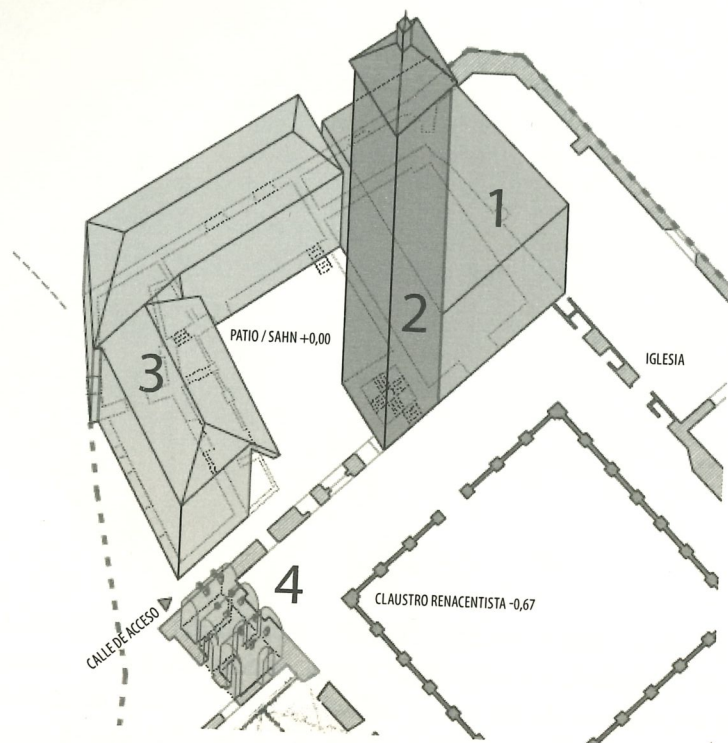 1
2
PATIO / SAHN +0,00
3
IGLESIA
4
CLAUSTRO RENACENTISTA -0,67
CALLE DE ACCESO